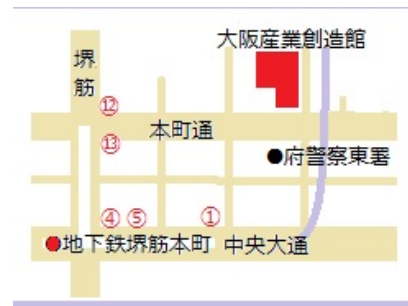 大阪産業創造館
堺筋
⑫
本町通
⑬
●府警察東署
④ ⑤ ①
●地下鉄堺筋本町 中央大通